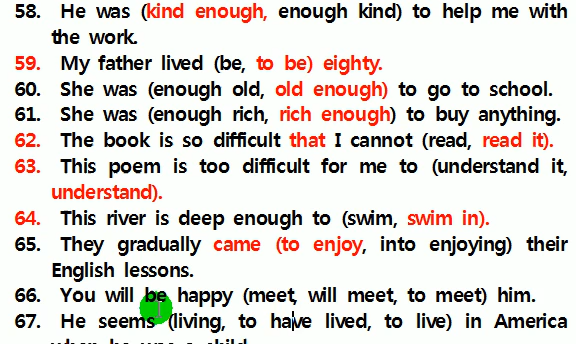 58. He was (kind enough, enough kind) to help me with
the work.
59. My father lived (be, to be) eighty.
60. She was (enough old, old enough) to go to school.
61. She was (enough rich, rich enough) to buy anything.
62. The book is so difficult that I cannot (read, read it).
63. This poem is too difficult for me to (understand it,
understand).
64. This river is deep enough to (swim, swim in).
65. They gradually came (to enjoy, into enjoying) their
English lessons.
66. You will be happy (meet, will meet, to meet) him.
67. He seems (living, to have lived, to live) in America
when he was a child.